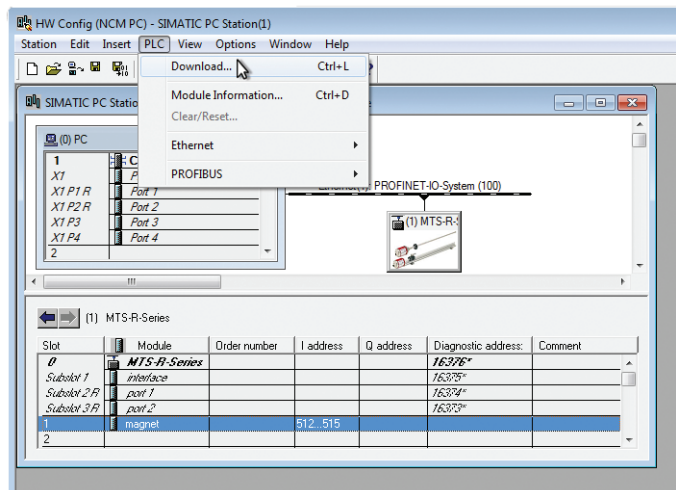 HW Config (NCM PC) - SIMATIC PC Station(1)
Station Edit Insert PLC View Options Window Help
Download... Ctrl+L
Module Information... Ctrl+D
Clear/Reset...
Ethernet
PROFIBUS
SIMATIC PC Statio
(0) PC
1
X1
X1 P1 R Port 1
X1 P2 R Port 2
X1 P3 Port 3
X1 P4 Port 4
2
PROFINET-IO-System (100)
(1) MTS-R-S
(1) MTS-R-Series
Slot Module Order number I address Q address Diagnostic address: Comment
0 MTS-R-Series 16376*
Subslot 1 interface 16375*
Subslot 2 R port 1 16374*
Subslot 3 R port 2 16373*
1 magnet 512...515
2